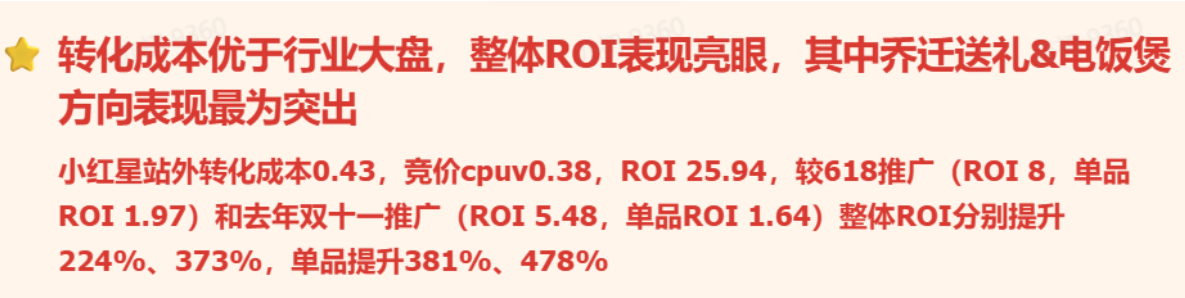 转化成本优于行业大盘，整体ROI表现亮眼，其中乔迁送礼&电饭煲
方向表现最为突出
小红星站外转化成本0.43，竞价cpuv0.38，ROI 25.94，较618推广（ROI 8，单品
ROI 1.97）和去年双十一推广（ROI 5.48，单品ROI 1.64）整体ROI分别提升
224%、373%，单品提升381%、478%